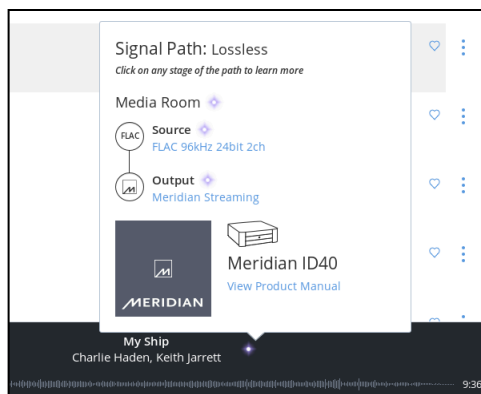 Signal Path: Lossless
Click on any stage of the path to learn more
Media Room
FLAC
Source
FLAC 96kHz 24bit 2ch
Output
Meridian Streaming
MERIDIAN
Meridian ID40
View Product Manual
My Ship
Charlie Haden, Keith Jarrett
9:36